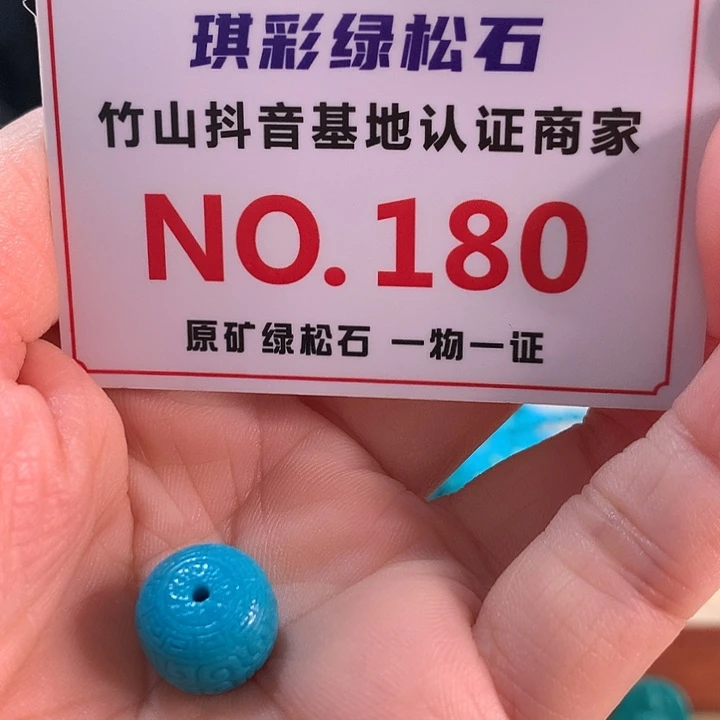 琪彩绿松石
竹山抖音基地认证商家
NO.180
原矿绿松石 一物一证